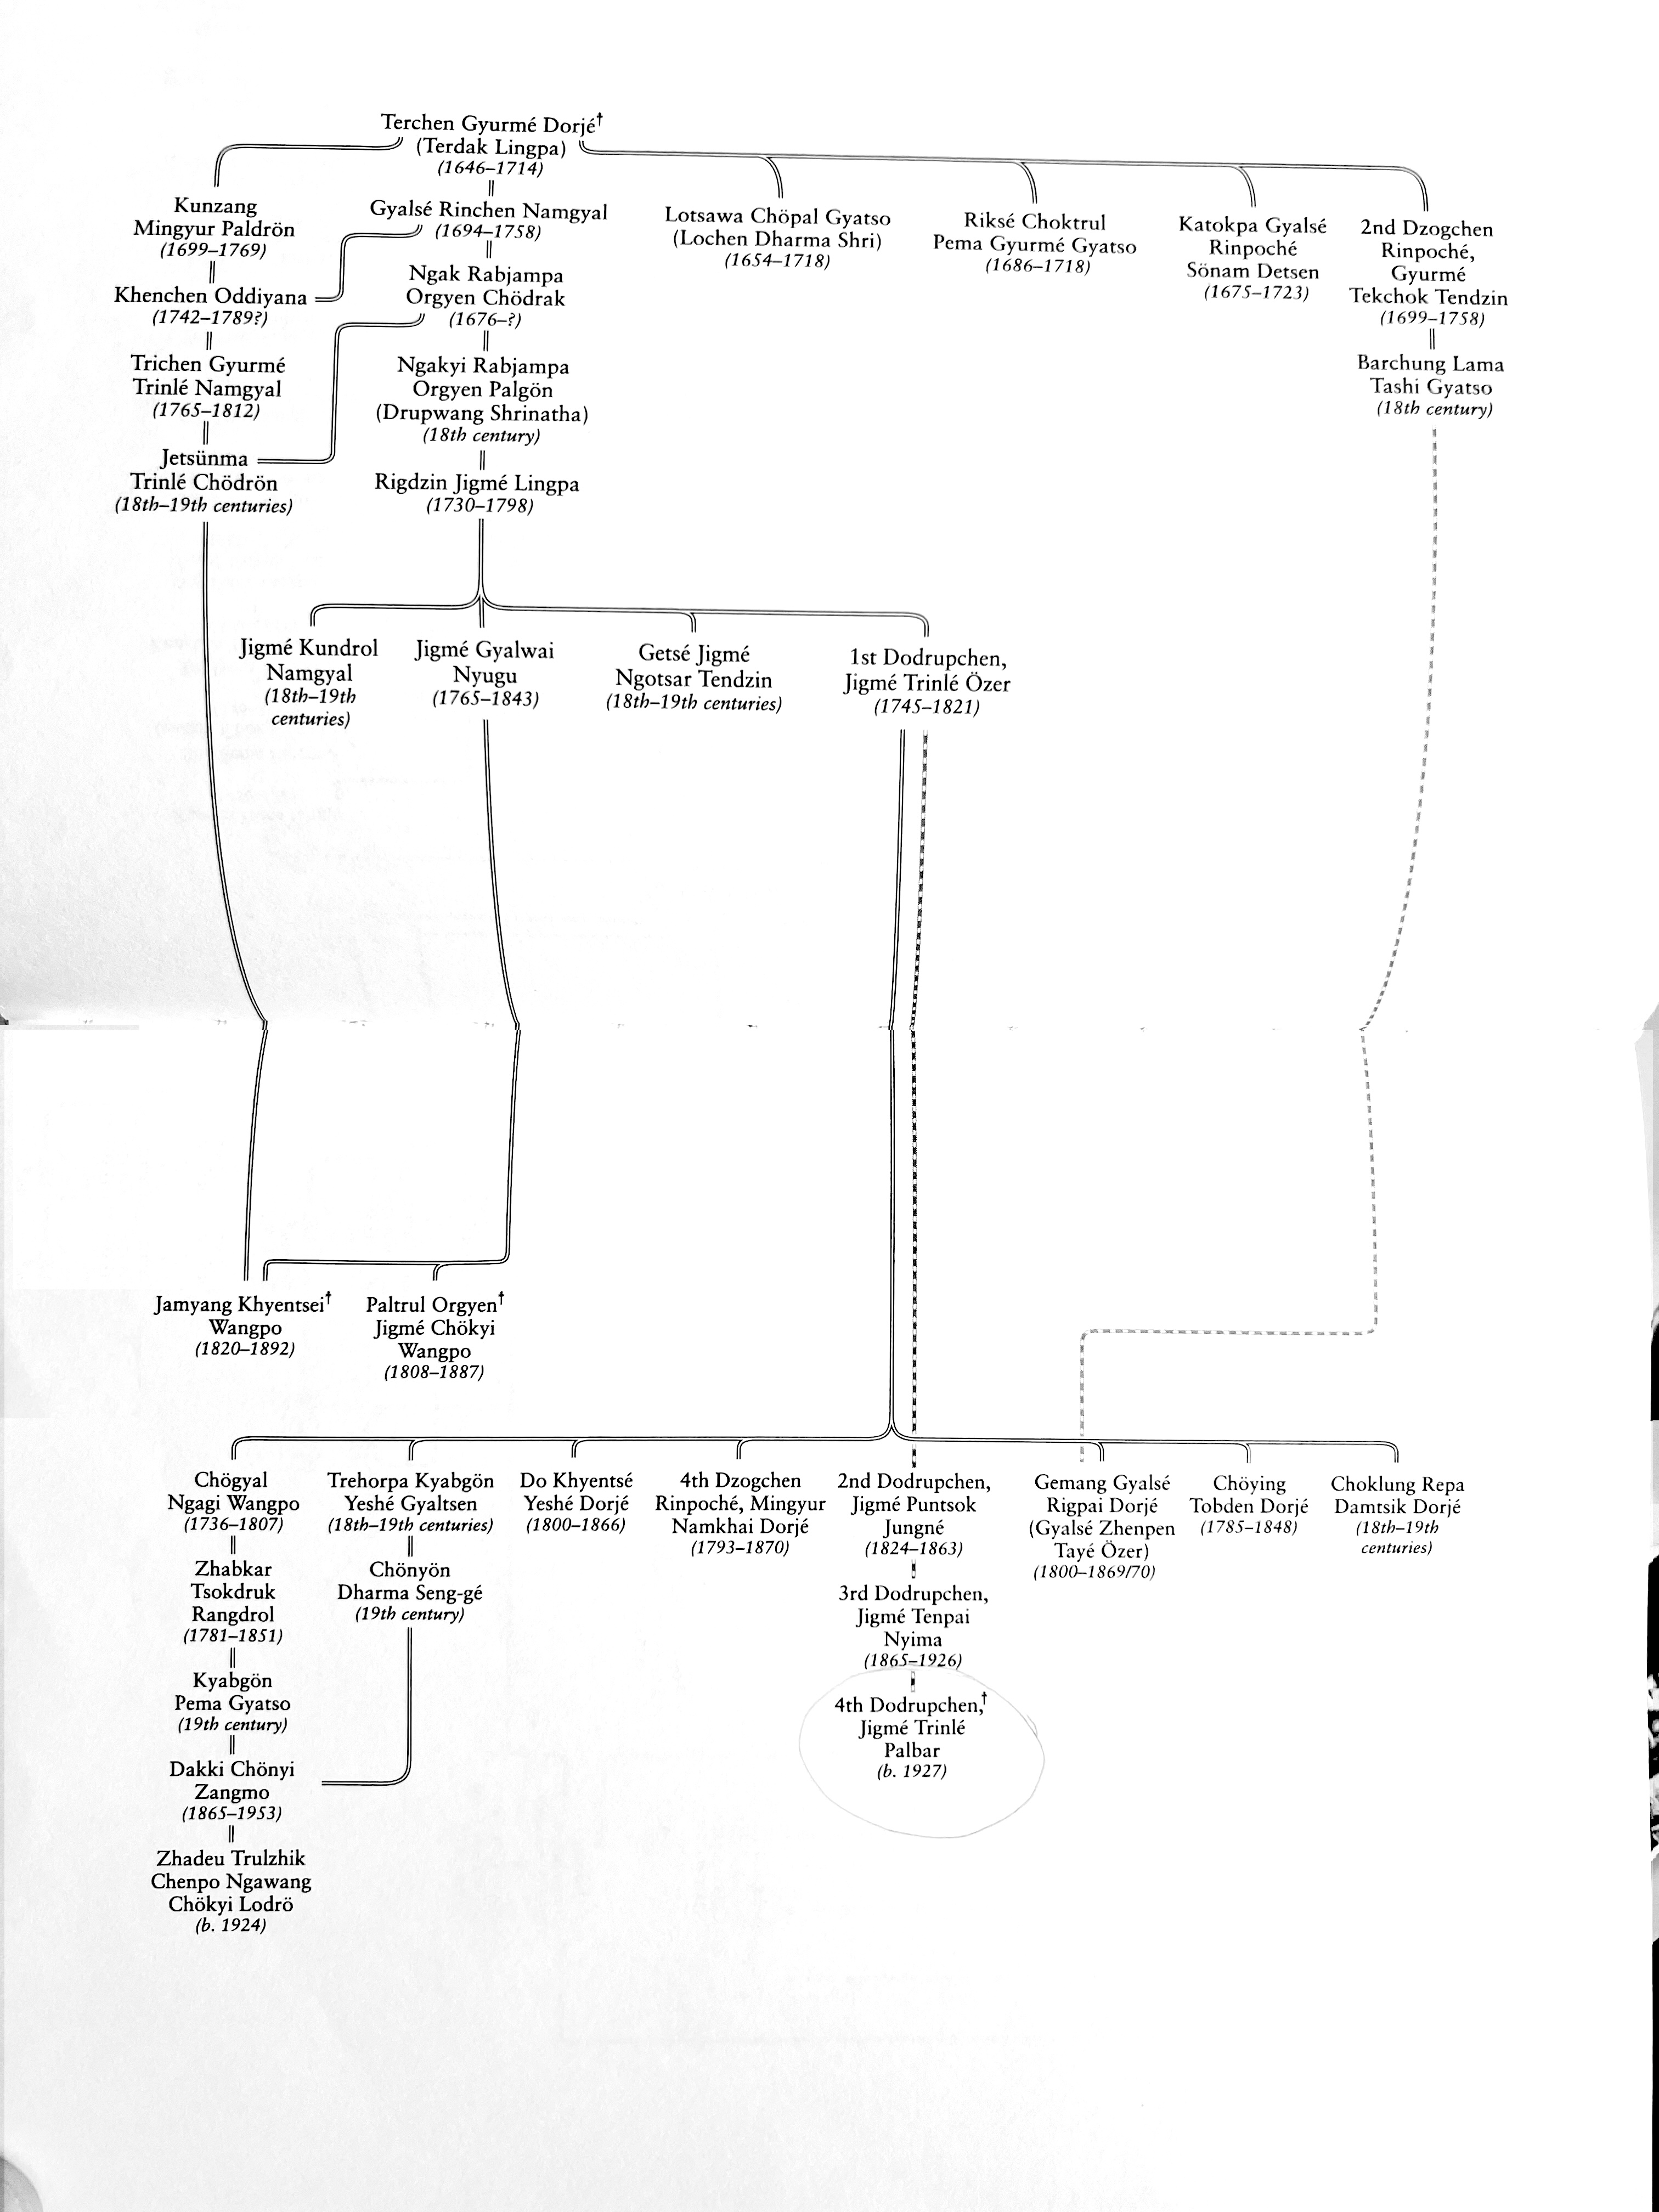 Terchen Gyurmé Dorjé†
(Terdak Lingpa)
(1646–1714)
Kunzang
Mingyur Paldrön
(1699–1769)
Khenchen Oddiyana
(1742–1789?)
Trichen Gyurmé
Trinlé Namgyal
(1765–1812)
Jetsünma
Trinlé Chödrön
(18th–19th centuries)
Gyalsé Rinchen Namgyal
(1694–1758)
Ngak Rabjampa
Orgyen Chödrak
(1676–?)
Ngakyi Rabjampa
Orgyen Palgön
(Drupwang Shrinatha)
(18th century)
Rigdzin Jigmé Lingpa
(1730–1798)
Lotsawa Chöpal Gyatso
(Lochen Dharma Shri)
(1654–1718)
Riksé Choktrul
Pema Gyurmé Gyatso
(1686–1718)
Katokpa Gyalsé
Rinpoché
Sönam Detsen
(1675–1723)
2nd Dzogchen
Rinpoché,
Gyurmé
Tekchok Tendzin
(1699–1758)
Barchung Lama
Tashi Gyatso
(18th century)
Jigmé Kundrol
Namgyal
(18th–19th
centuries)
Jigmé Gyalwai
Nyugu
(1765–1843)
Getsé Jigmé
Ngotsar Tendzin
(18th–19th centuries)
1st Dodrupchen,
Jigmé Trinlé Özer
(1745–1821)
Jamyang Khyentsei†
Wangpo
(1820–1892)
Paltrul Orgyen†
Jigmé Chökyi
Wangpo
(1808–1887)
Chögyal
Ngagi Wangpo
(1736–1807)
Zhabkar
Tsokdruk
Rangdrol
(1781–1851)
Kyabgön
Pema Gyatso
(19th century)
Dakki Chönyi
Zangmo
(1865–1953)
Zhadeu Trulzhik
Chenpo Ngawang
Chökyi Lodrö
(b. 1924)
Trehorpa Kyabgön
Yeshé Gyaltsen
(18th–19th centuries)
Chönyön
Dharma Seng-gé
(19th century)
Do Khyentsé
Yeshé Dorjé
(1800–1866)
4th Dzogchen
Rinpoché, Mingyur
Namkhai Dorjé
(1793–1870)
2nd Dodrupchen,
Jigmé Puntsok
Jungné
(1824–1863)
3rd Dodrupchen,
Jigmé Tenpai
Nyima
(1865–1926)
4th Dodrupchen,†
Jigmé Trinlé
Palbar
(b. 1927)
Gemang Gyalsé
Rigpai Dorjé
(Gyalsé Zhenpen
Tayé Özer)
(1800–1869/70)
Chöying
Tobden Dorjé
(1785–1848)
Choklung Repa
Damtsik Dorjé
(18th–19th
centuries)